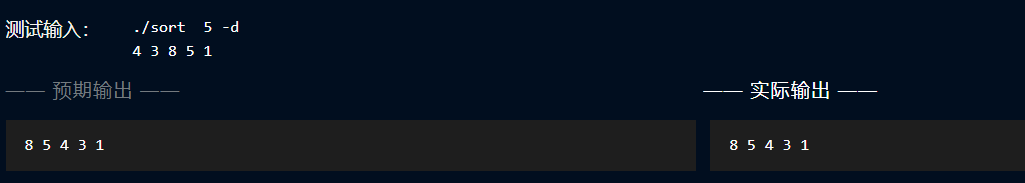 测试输入： ./sort  5 -d
4 3 8 5 1
—— 预期输出 ——
—— 实际输出 ——
8 5 4 3 1
8 5 4 3 1